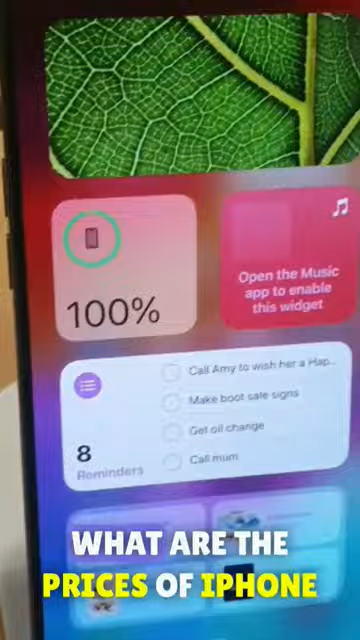 Open the Music
app to enable
this widget
100%
Call Amy to wish her a Hap...
Make boot sale signs
Get oil change
Call mum
8
Reminders
WHAT ARE THE
PRICES OF IPHONE